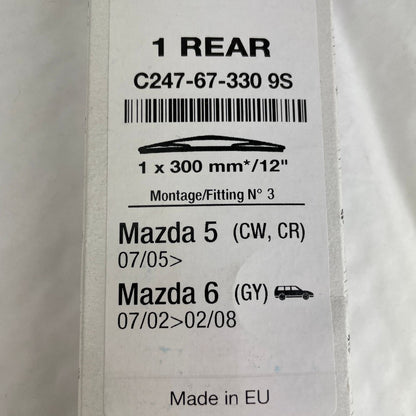 1 REAR
C247-67-330 9S
1 x 300 mm*/12"
Montage/Fitting N° 3
Mazda 5 (CW, CR)
07/05>
Mazda 6 (GY)
07/02>02/08
Made in EU